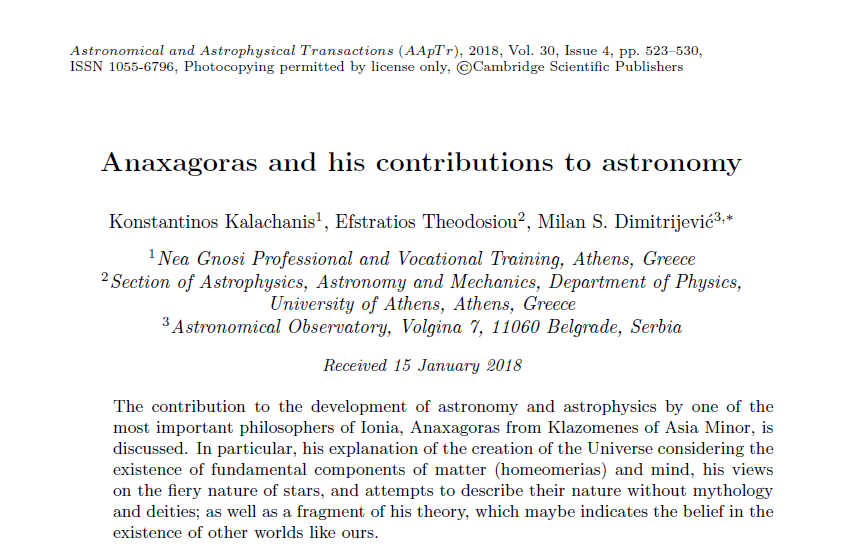 Astronomical and Astrophysical Transactions (AApTr), 2018, Vol. 30, Issue 4, pp. 523–530,
ISSN 1055-6796, Photocopying permitted by license only, ©Cambridge Scientific Publishers
Anaxagoras and his contributions to astronomy
Konstantinos Kalachanis¹, Efstratios Theodosiou², Milan S. Dimitrijević³,*
¹Nea Gnosi Professional and Vocational Training, Athens, Greece
²Section of Astrophysics, Astronomy and Mechanics, Department of Physics,
University of Athens, Athens, Greece
³Astronomical Observatory, Volgina 7, 11060 Belgrade, Serbia
Received 15 January 2018
The contribution to the development of astronomy and astrophysics by one of the
most important philosophers of Ionia, Anaxagoras from Klazomenes of Asia Minor, is
discussed. In particular, his explanation of the creation of the Universe considering the
existence of fundamental components of matter (homeomerias) and mind, his views
on the fiery nature of stars, and attempts to describe their nature without mythology
and deities; as well as a fragment of his theory, which maybe indicates the belief in the
existence of other worlds like ours.